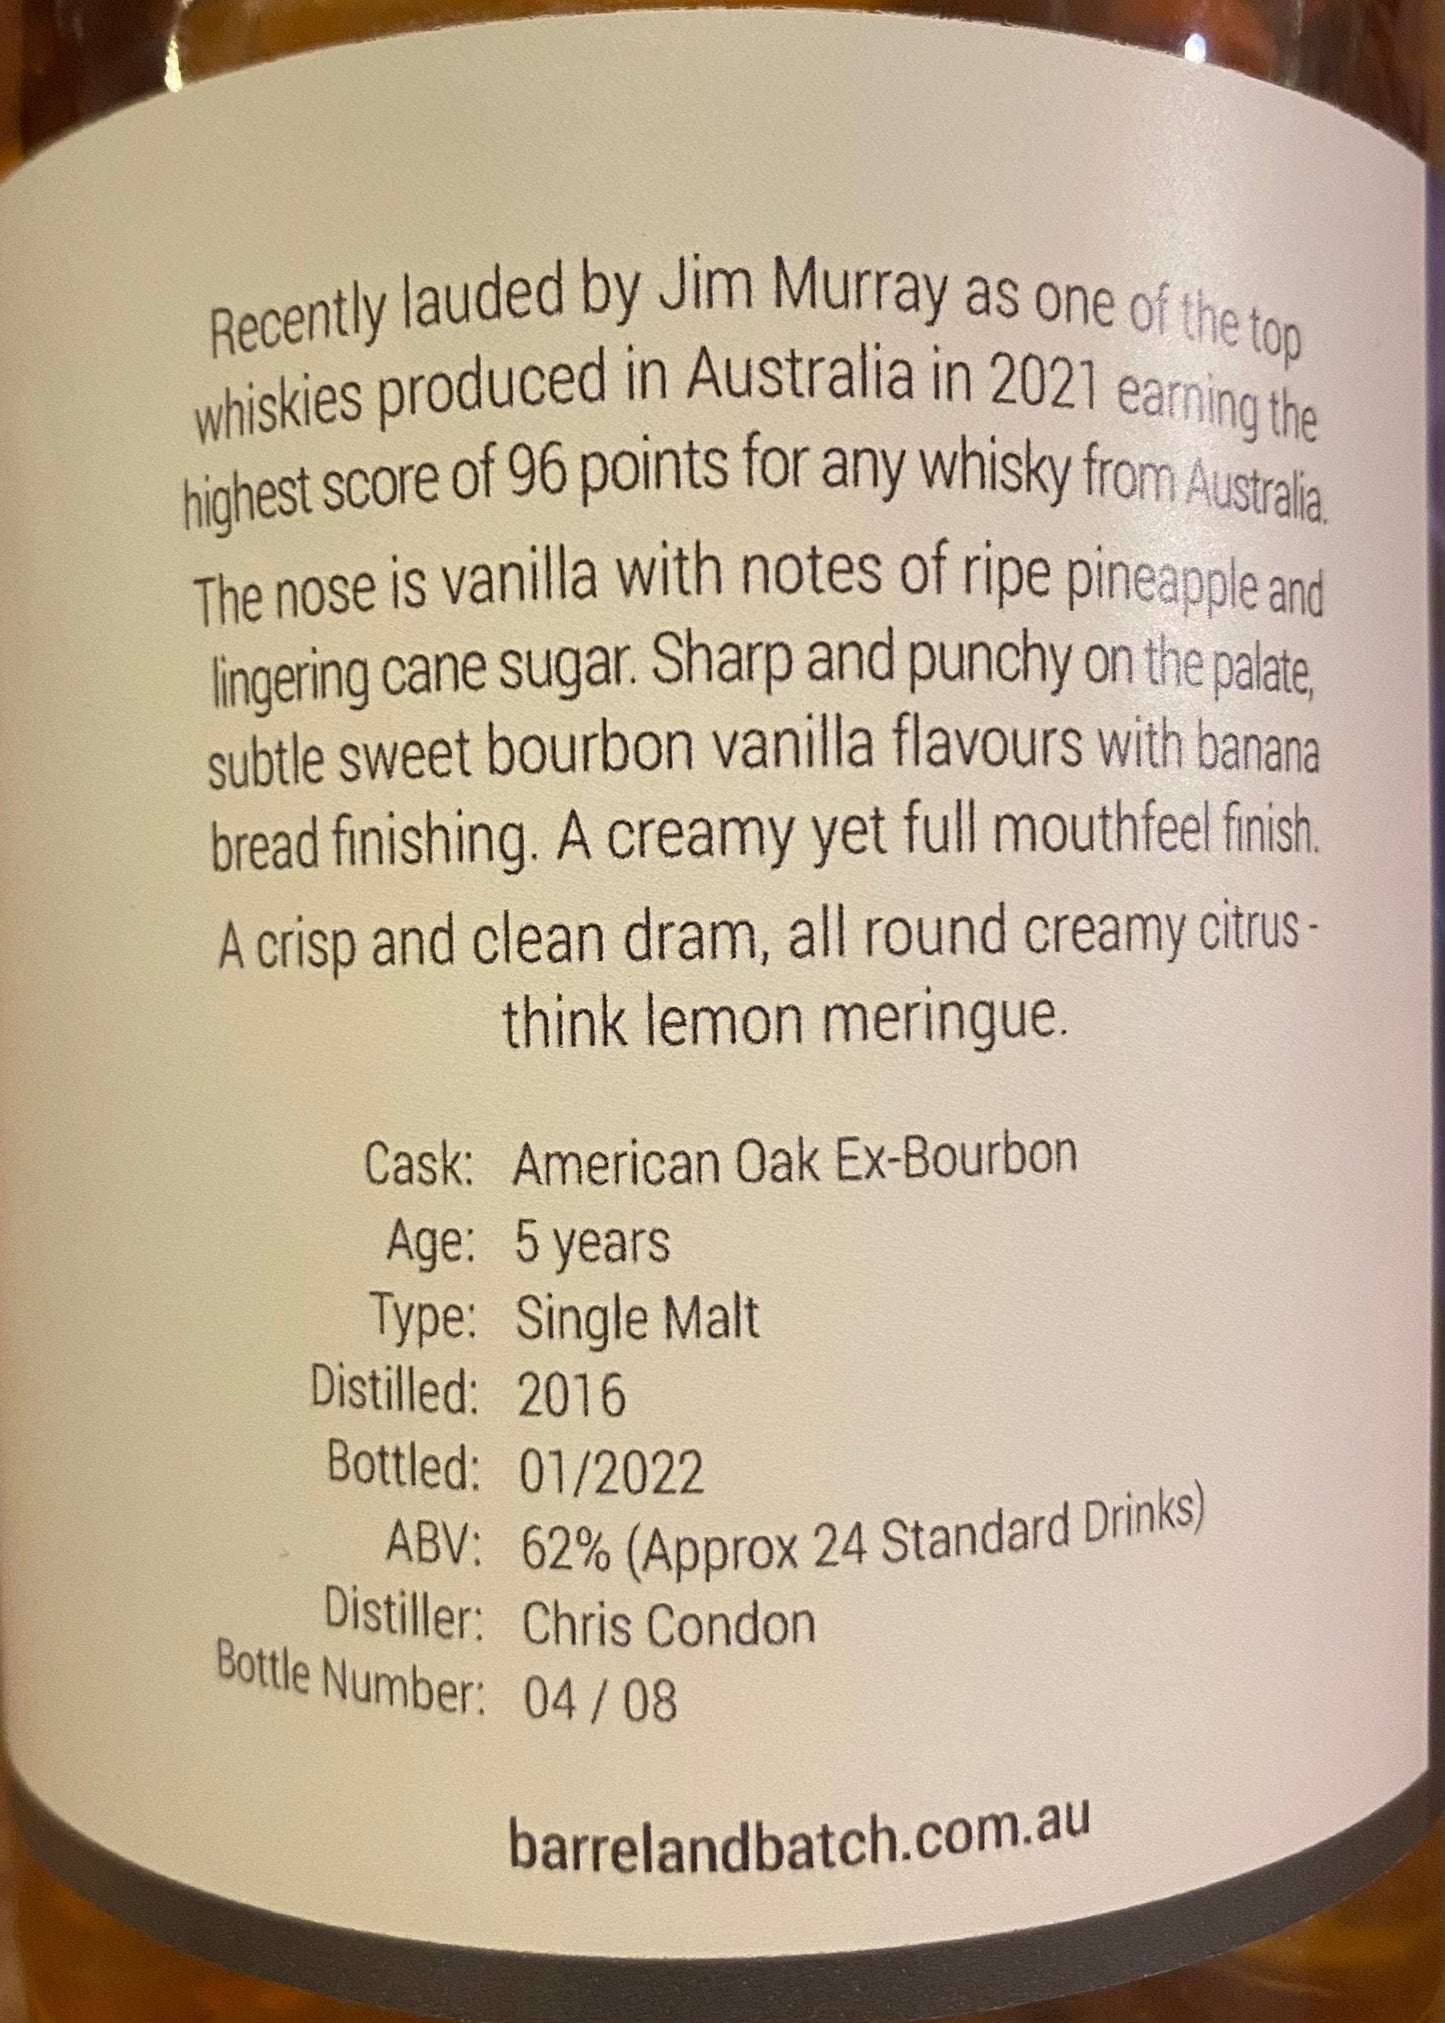 Recently lauded by Jim Murray as one of the top
whiskies produced in Australia in 2021 earning the
highest score of 96 points for any whisky from Australia.
The nose is vanilla with notes of ripe pineapple and
lingering cane sugar. Sharp and punchy on the palate,
subtle sweet bourbon vanilla flavours with banana
bread finishing. A creamy yet full mouthfeel finish.
A crisp and clean dram, all round creamy citrus -
think lemon meringue.
Cask: American Oak Ex-Bourbon
Age: 5 years
Type: Single Malt
Distilled: 2016
Bottled: 01/2022
ABV: 62% (Approx 24 Standard Drinks)
Distiller: Chris Condon
Bottle Number: 04 / 08
barrelandbatch.com.au